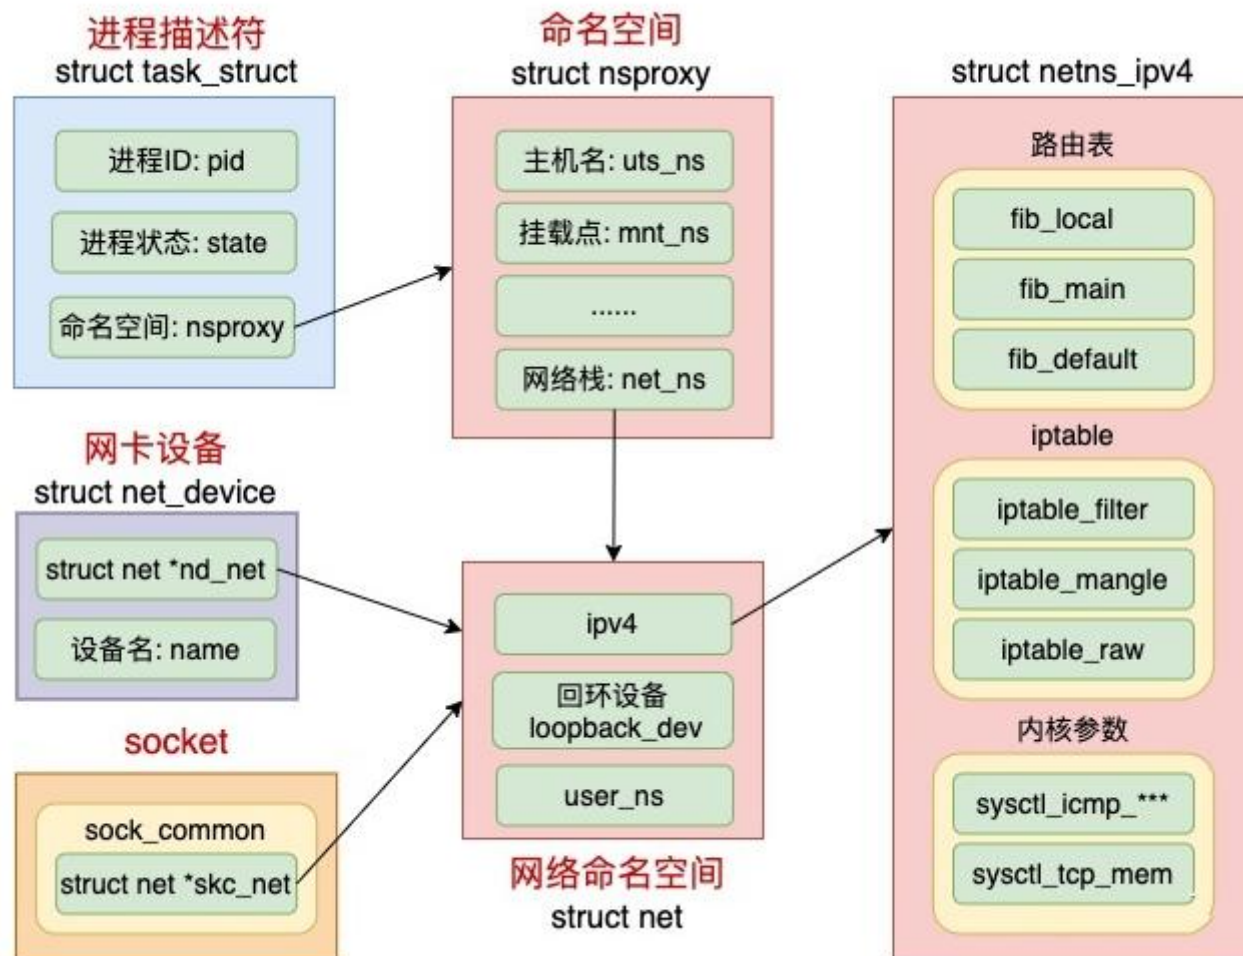 进程描述符
struct task_struct
进程ID: pid
进程状态: state
命名空间: nsproxy
命名空间
struct nsproxy
主机名: uts_ns
挂载点: mnt_ns
......
网络栈: net_ns
struct netns_ipv4
路由表
fib_local
fib_main
fib_default
iptable
iptable_filter
iptable_mangle
iptable_raw
内核参数
sysctl_icmp_***
sysctl_tcp_mem
网卡设备
struct net_device
struct net *nd_net
设备名: name
socket
sock_common
struct net *skc_net
ipv4
回环设备
loopback_dev
user_ns
网络命名空间
struct net